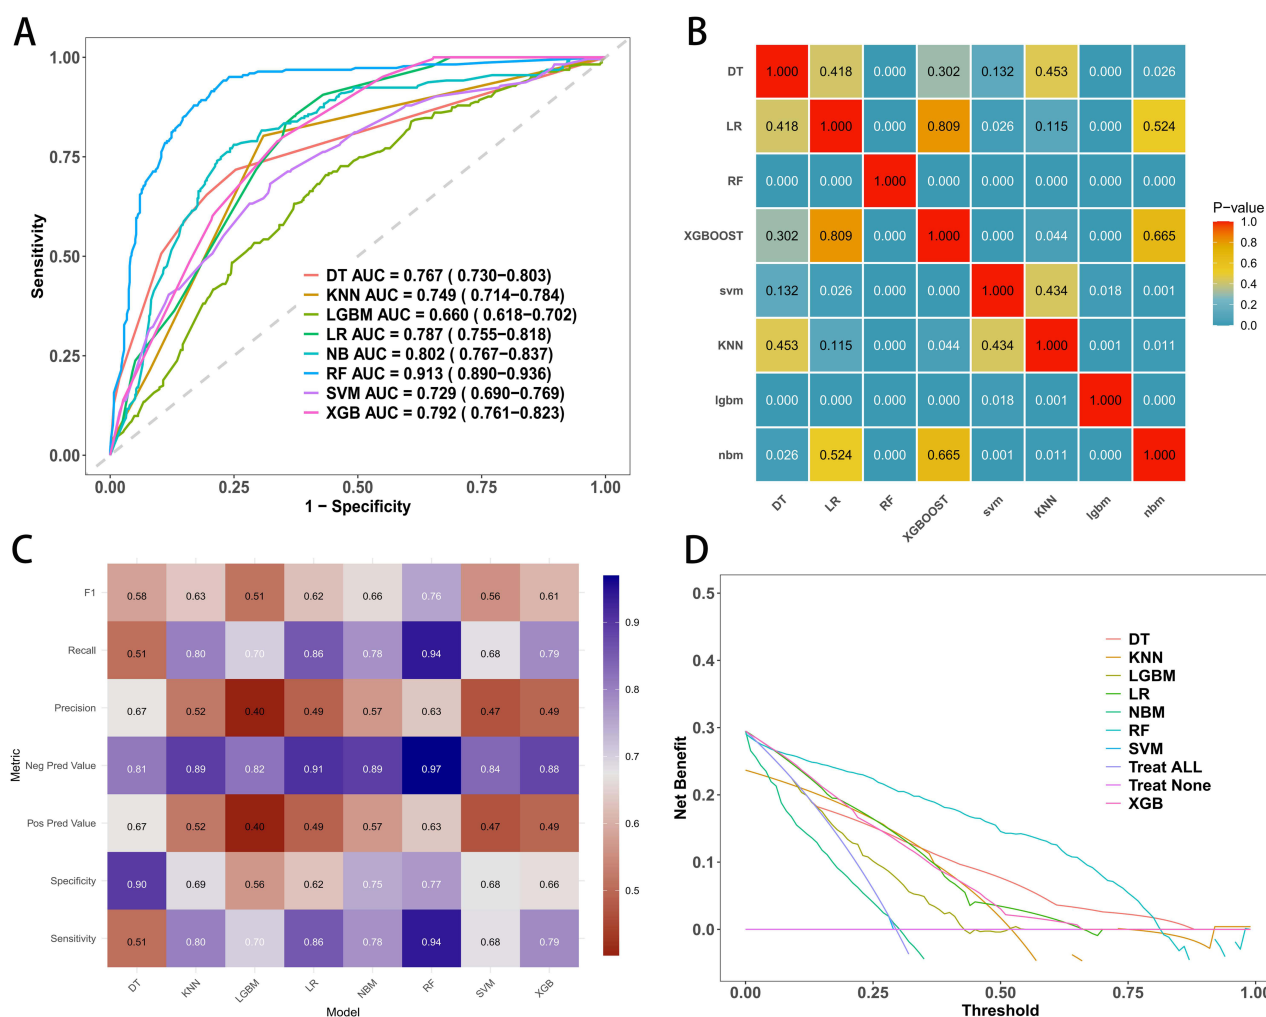 A
Sensitivity
1.00
0.75
0.50
0.25
0.00
DT AUC = 0.767 ( 0.730−0.803)
KNN AUC = 0.749 ( 0.714−0.784)
LGBM AUC = 0.660 ( 0.618−0.702)
LR AUC = 0.787 ( 0.755−0.818)
NB AUC = 0.802 ( 0.767−0.837)
RF AUC = 0.913 ( 0.890−0.936)
SVM AUC = 0.729 ( 0.690−0.769)
XGB AUC = 0.792 ( 0.761−0.823)
0.00 0.25 0.50 0.75 1.00
1 − Specificity
B
DT 1.000 0.418 0.000 0.302 0.132 0.453 0.000 0.026
LR 0.418 1.000 0.000 0.809 0.026 0.115 0.000 0.524
RF 0.000 0.000 1.000 0.000 0.000 0.000 0.000 0.000
XGBOOST 0.302 0.809 0.000 1.000 0.000 0.044 0.000 0.665
svm 0.132 0.026 0.000 0.000 1.000 0.434 0.018 0.001
KNN 0.453 0.115 0.000 0.044 0.434 1.000 0.001 0.011
lgbm 0.000 0.000 0.000 0.000 0.018 0.001 1.000 0.000
nbm 0.026 0.524 0.000 0.665 0.001 0.011 0.000 1.000
DT LR RF XGBOOST svm KNN lgbm nbm
P−value
1.0
0.8
0.6
0.4
0.2
0.0
C
Metric
F1 0.58 0.63 0.51 0.62 0.66 0.76 0.56 0.61
Recall 0.51 0.80 0.70 0.86 0.78 0.94 0.68 0.79
Precision 0.67 0.52 0.40 0.49 0.57 0.63 0.47 0.49
Neg Pred Value 0.81 0.89 0.82 0.91 0.89 0.97 0.84 0.88
Pos Pred Value 0.67 0.52 0.40 0.49 0.57 0.63 0.47 0.49
Specificity 0.90 0.69 0.56 0.62 0.75 0.77 0.68 0.66
Sensitivity 0.51 0.80 0.70 0.86 0.78 0.94 0.68 0.79
DT KNN LGBM LR NBM RF SVM XGB
Model
0.9
0.8
0.7
0.6
0.5
D
Net Benefit
0.5
0.4
0.3
0.2
0.1
0.0
DT
KNN
LGBM
LR
NBM
RF
SVM
Treat ALL
Treat None
XGB
0.00 0.25 0.50 0.75 1.00
Threshold